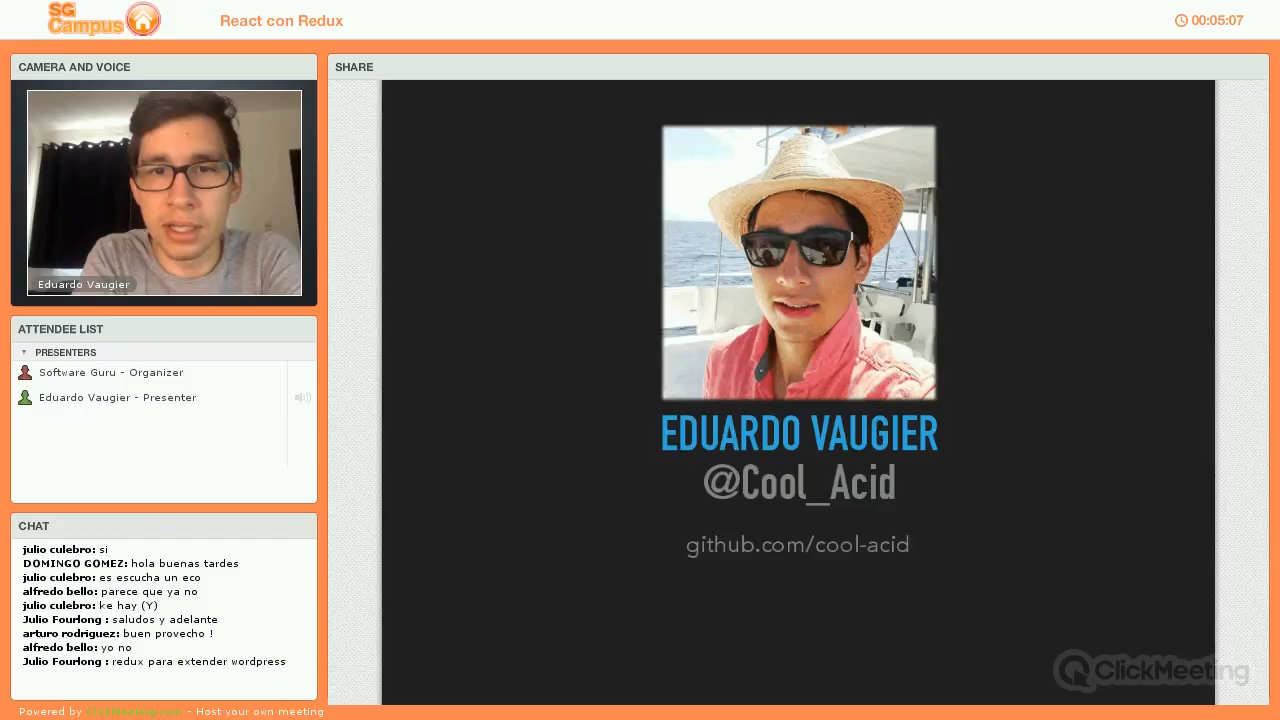 SG
Campus
React con Redux
00:05:07
CAMERA AND VOICE
Eduardo Vaugier
ATTENDEE LIST
PRESENTERS
Software Guru - Organizer
Eduardo Vaugier - Presenter
CHAT
julio culebro: si
DOMINGO GOMEZ: hola buenas tardes
julio culebro: es escucha un eco
alfredo bello: parece que ya no
julio culebro: ke hay (Y)
Julio Fourlong : saludos y adelante
arturo rodriguez: buen provecho !
alfredo bello: yo no
Julio Fourlong : redux para extender wordpress
Powered by ClickMeeting.com - Host your own meeting
SHARE
EDUARDO VAUGIER
@Cool_Acid
github.com/cool-acid
ClickMeeting